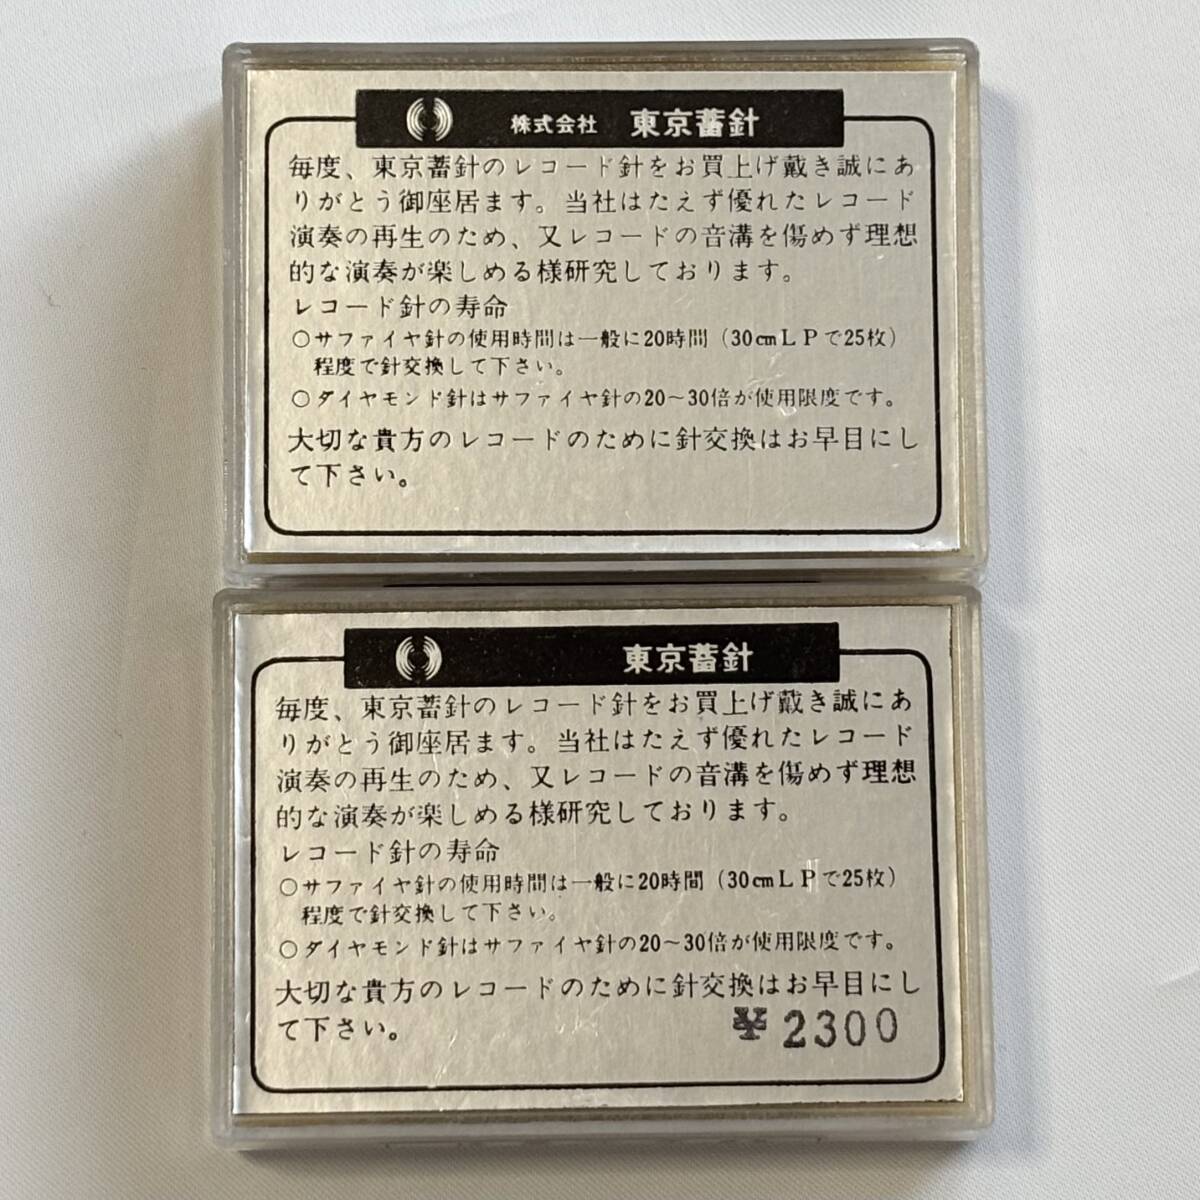 株式会社 東京蓄針
毎度、東京蓄針のレコード針をお買上げ戴き誠にあ
りがとう御座居ます。当社はたえず優れたレコード
演奏の再生のため、又レコードの音溝を傷めず理想
的な演奏が楽しめる様研究しております。
レコード針の寿命
○サファイヤ針の使用時間は一般に20時間（30㎝ＬＰで25枚）
程度で針交換して下さい。
○ダイヤモンド針はサファイヤ針の20～30倍が使用限度です。
大切な貴方のレコードのために針交換はお早目にし
て下さい。
東京蓄針
毎度、東京蓄針のレコード針をお買上げ戴き誠にあ
りがとう御座居ます。当社はたえず優れたレコード
演奏の再生のため、又レコードの音溝を傷めず理想
的な演奏が楽しめる様研究しております。
レコード針の寿命
○サファイヤ針の使用時間は一般に20時間（30㎝ＬＰで25枚）
程度で針交換して下さい。
○ダイヤモンド針はサファイヤ針の20～30倍が使用限度です。
大切な貴方のレコードのために針交換はお早目にし
て下さい。
¥2300